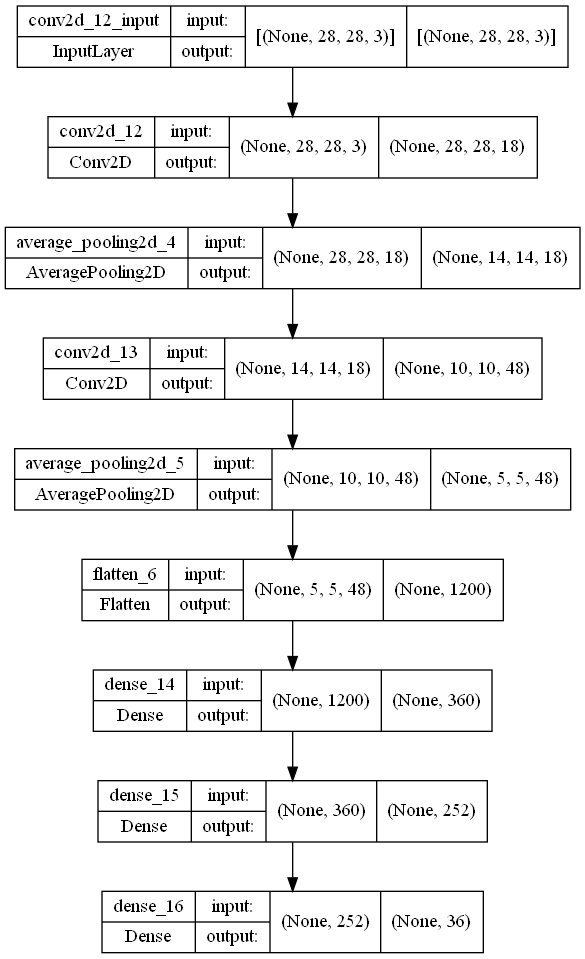 conv2d_12_input input: [(None, 28, 28, 3)] [(None, 28, 28, 3)]
InputLayer output:
conv2d_12 input: (None, 28, 28, 3) (None, 28, 28, 18)
Conv2D output:
average_pooling2d_4 input: (None, 28, 28, 18) (None, 14, 14, 18)
AveragePooling2D output:
conv2d_13 input: (None, 14, 14, 18) (None, 10, 10, 48)
Conv2D output:
average_pooling2d_5 input: (None, 10, 10, 48) (None, 5, 5, 48)
AveragePooling2D output:
flatten_6 input: (None, 5, 5, 48) (None, 1200)
Flatten output:
dense_14 input: (None, 1200) (None, 360)
Dense output:
dense_15 input: (None, 360) (None, 252)
Dense output:
dense_16 input: (None, 252) (None, 36)
Dense output: